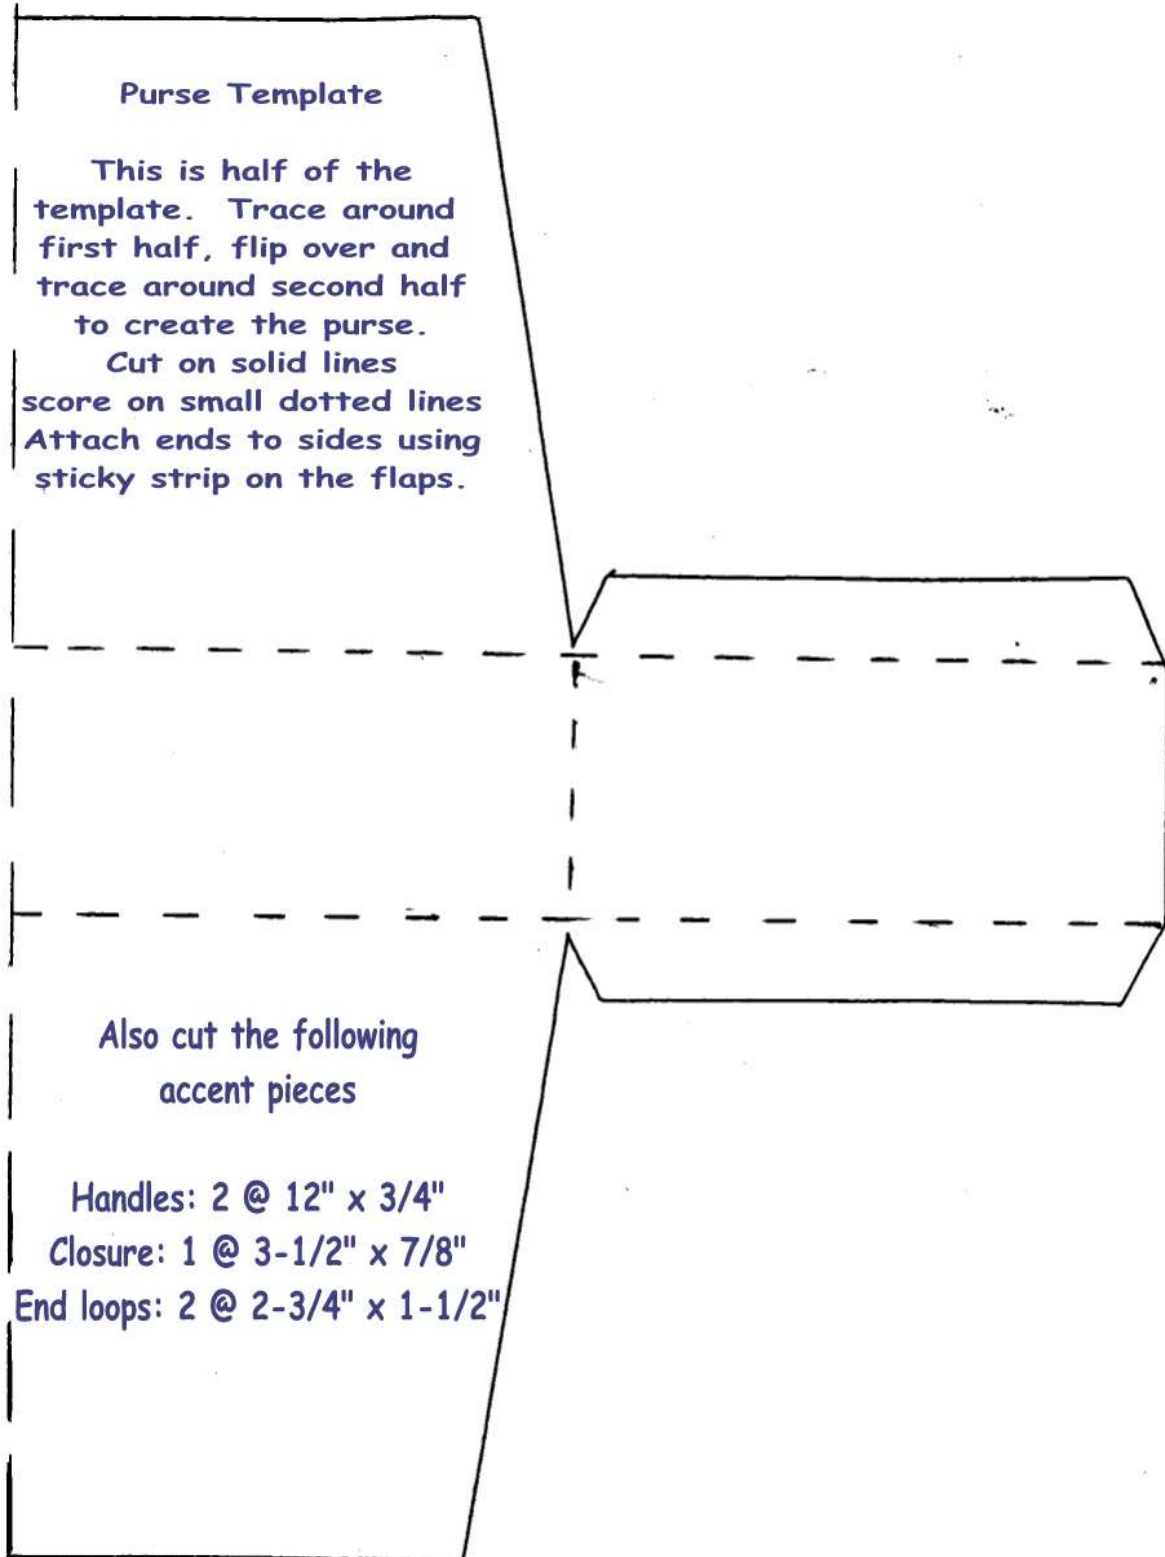 Purse Template
This is half of the
template. Trace around
first half, flip over and
trace around second half
to create the purse.
Cut on solid lines
score on small dotted lines
Attach ends to sides using
sticky strip on the flaps.
Also cut the following
accent pieces
Handles: 2 @ 12" x 3/4"
Closure: 1 @ 3-1/2" x 7/8"
End loops: 2 @ 2-3/4" x 1-1/2"